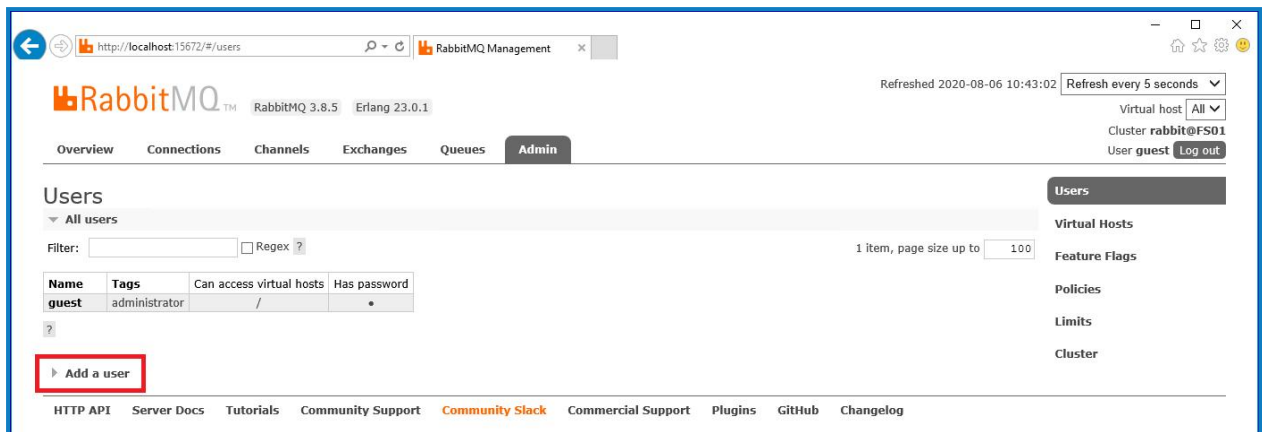 http://localhost:15672/#/users
RabbitMQ Management
Refreshed 2020-08-06 10:43:02 Refresh every 5 seconds
RabbitMQ TM RabbitMQ 3.8.5 Erlang 23.0.1
Virtual host All
Cluster rabbit@FS01
User guest Log out
Overview Connections Channels Exchanges Queues Admin
Users
All users
Filter: Regex ?
1 item, page size up to 100
Name Tags Can access virtual hosts Has password
guest administrator / •
?
Add a user
Users
Virtual Hosts
Feature Flags
Policies
Limits
Cluster
HTTP API Server Docs Tutorials Community Support Community Slack Commercial Support Plugins GitHub Changelog